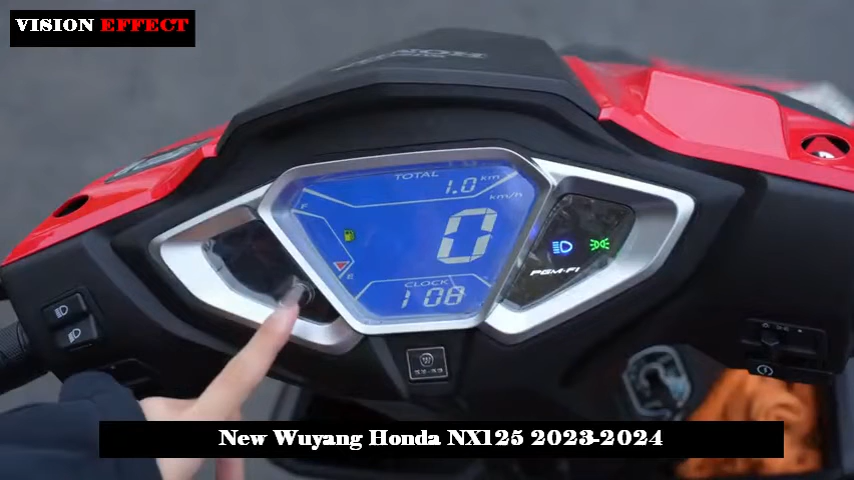 VISION EFFECT
TOTAL
1.0 km
km/h
F
0
E
CLOCK
1 08
PGM-FI
New Wuyang Honda NX125 2023-2024